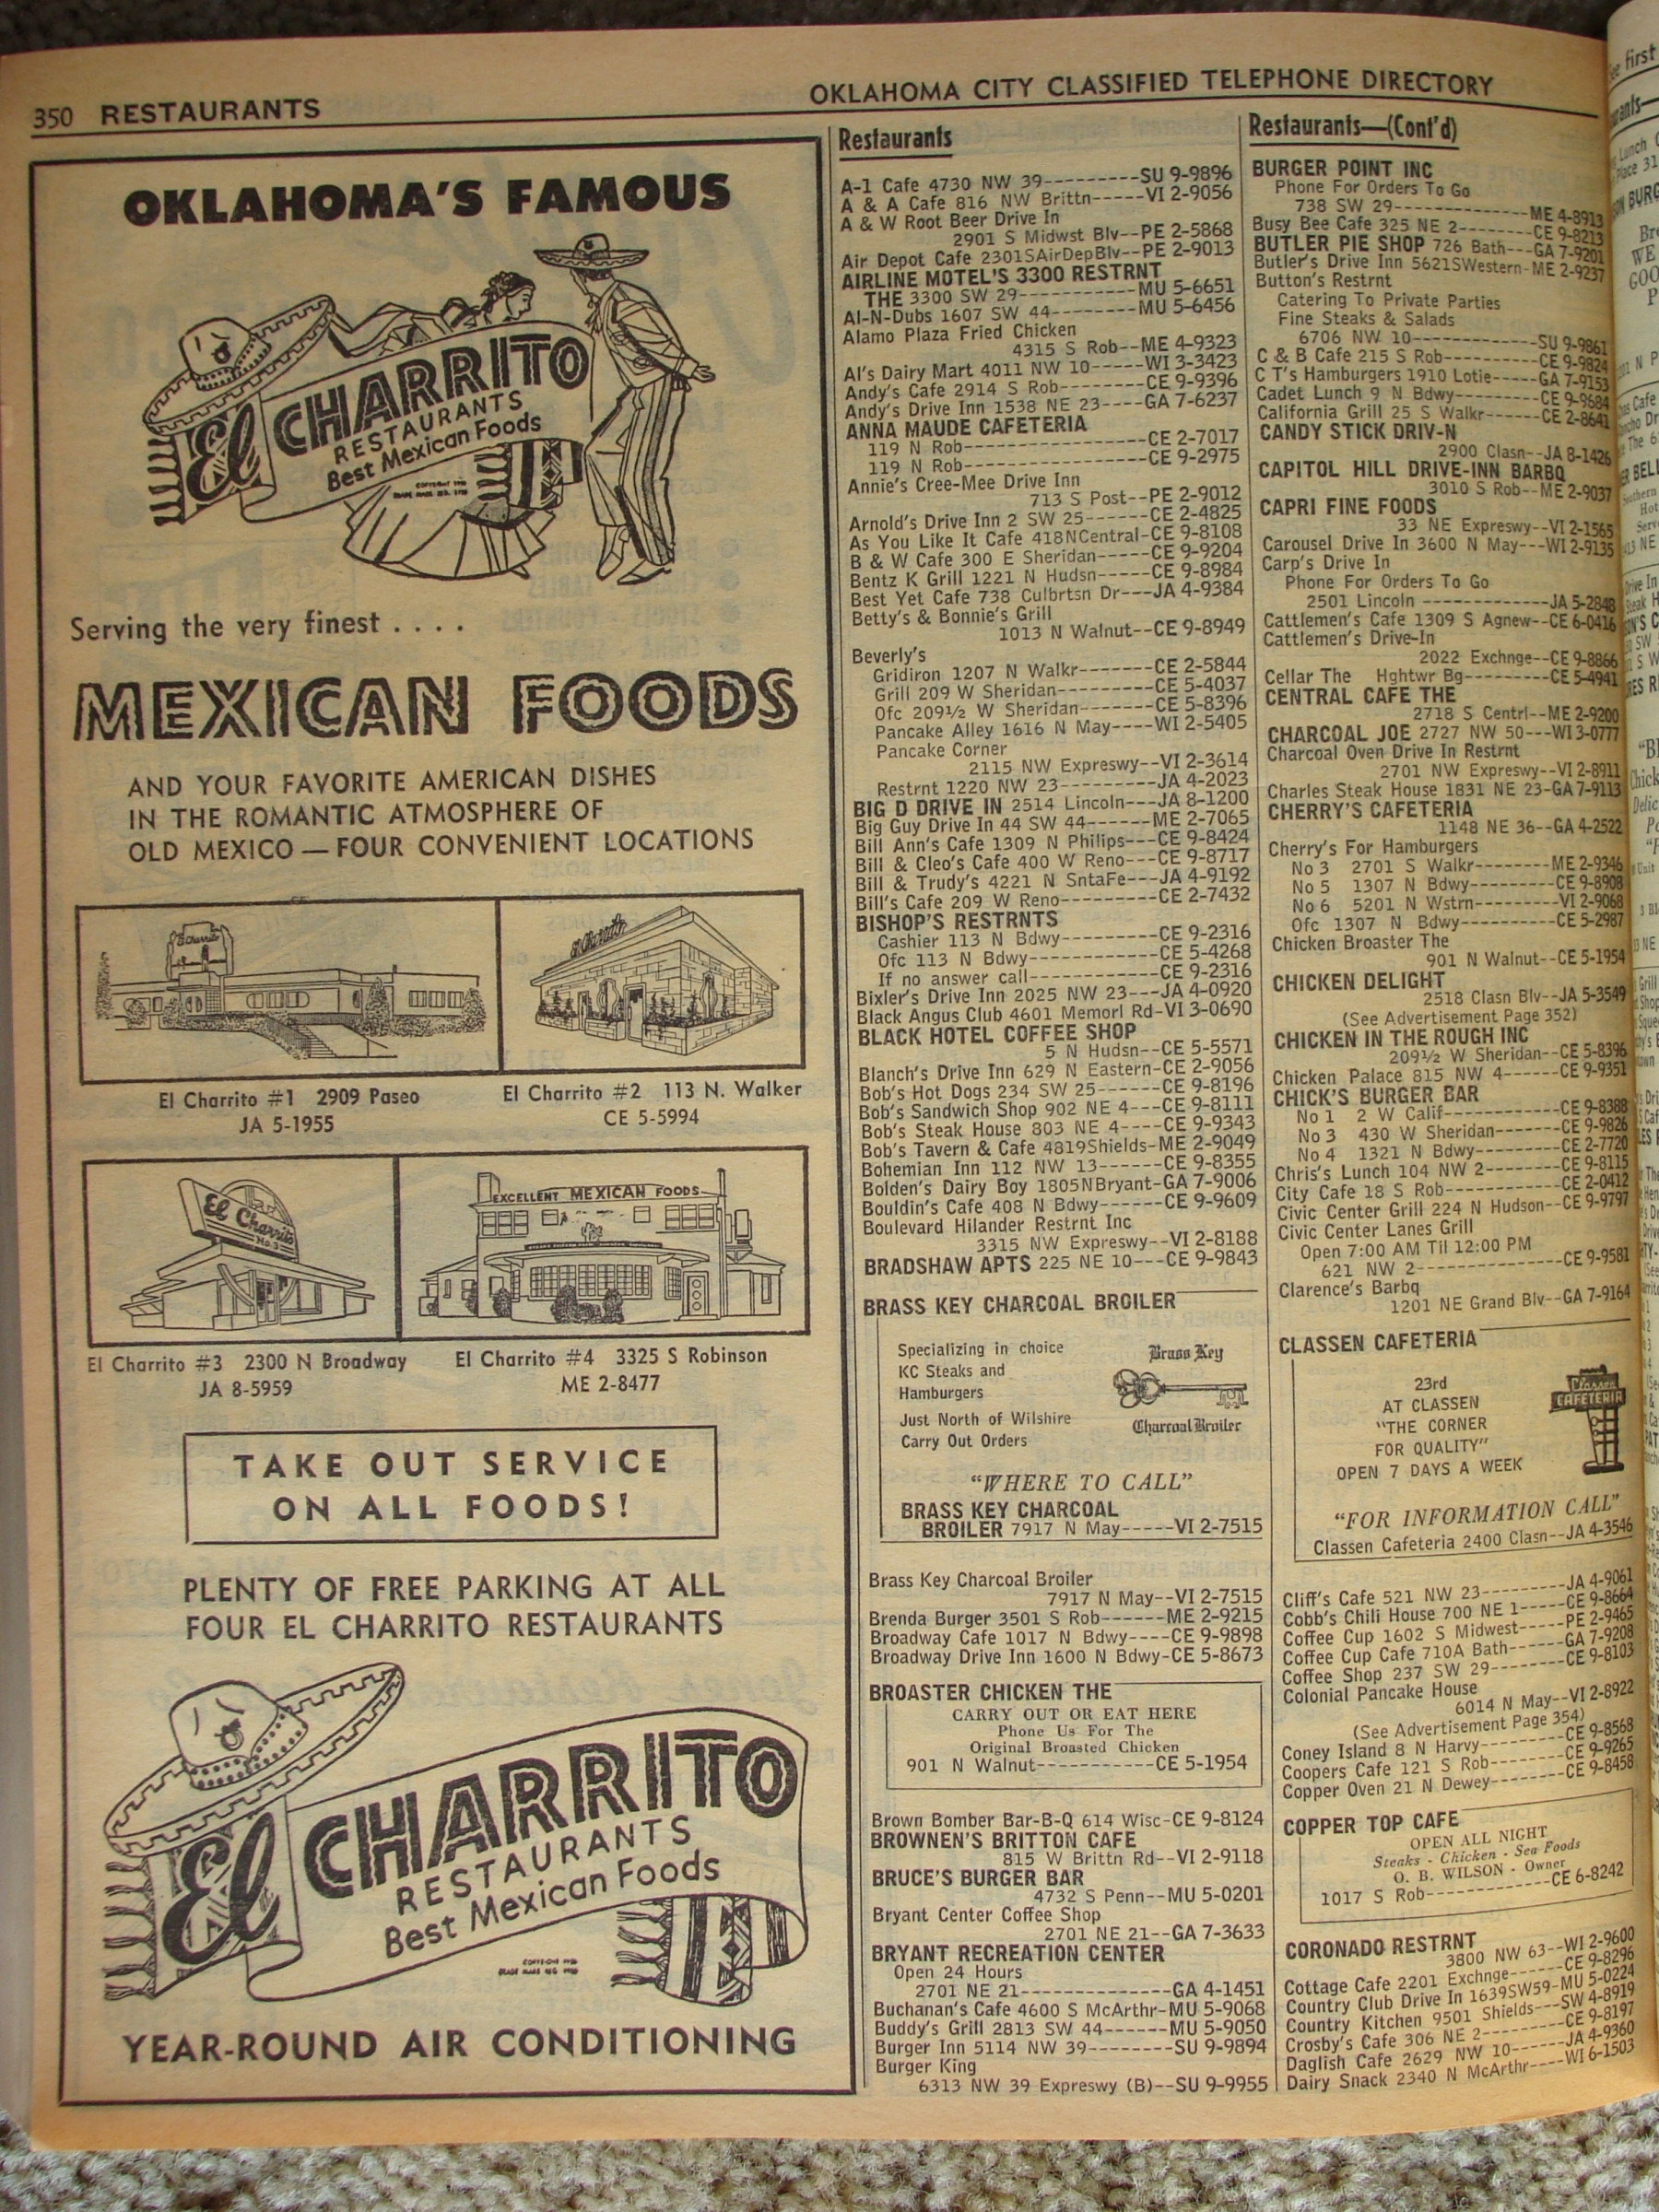 350 RESTAURANTS
OKLAHOMA CITY CLASSIFIED TELEPHONE DIRECTORY
OKLAHOMA'S FAMOUS
El CHARRITO
RESTAURANTS
Best Mexican Foods
Serving the very finest . . . .
MEXICAN FOODS
AND YOUR FAVORITE AMERICAN DISHES
IN THE ROMANTIC ATMOSPHERE OF
OLD MEXICO — FOUR CONVENIENT LOCATIONS
El Charrito #1 2909 Paseo
JA 5-1955
El Charrito #2 113 N. Walker
CE 5-5994
El Charrito
No. 3
EXCELLENT MEXICAN FOODS
El Charrito #3 2300 N Broadway
JA 8-5959
El Charrito #4 3325 S Robinson
ME 2-8477
TAKE OUT SERVICE
ON ALL FOODS!
PLENTY OF FREE PARKING AT ALL
FOUR EL CHARRITO RESTAURANTS
El CHARRITO
RESTAURANTS
Best Mexican Foods
YEAR-ROUND AIR CONDITIONING
Restaurants
A-1 Cafe 4730 NW 39---------SU 9-9896
A & A Cafe 816 NW Brittn-----VI 2-9056
A & W Root Beer Drive In
2901 S Midwst Blv--PE 2-5868
Air Depot Cafe 2301SAirDepBlv--PE 2-9013
AIRLINE MOTEL'S 3300 RESTRNT
THE 3300 SW 29-----------MU 5-6651
Al-N-Dubs 1607 SW 44--------MU 5-6456
Alamo Plaza Fried Chicken
4315 S Rob--ME 4-9323
Al's Dairy Mart 4011 NW 10-----WI 3-3423
Andy's Cafe 2914 S Rob--------CE 9-9396
Andy's Drive Inn 1538 NE 23----GA 7-6237
ANNA MAUDE CAFETERIA
119 N Rob------------------CE 2-7017
119 N Rob------------------CE 9-2975
Annie's Cree-Mee Drive Inn
713 S Post--PE 2-9012
Arnold's Drive Inn 2 SW 25------CE 2-4825
As You Like It Cafe 418NCentral-CE 9-8108
B & W Cafe 300 E Sheridan-----CE 9-9204
Bentz K Grill 1221 N Hudsn-----CE 9-8984
Best Yet Cafe 738 Culbrtsn Dr---JA 4-9384
Betty's & Bonnie's Grill
1013 N Walnut--CE 9-8949
Beverly's
Gridiron 1207 N Walkr-------CE 2-5844
Grill 209 W Sheridan---------CE 5-4037
Ofc 209½ W Sheridan-------CE 5-8396
Pancake Alley 1616 N May----WI 2-5405
Pancake Corner
2115 NW Expreswy--VI 2-3614
Restrnt 1220 NW 23---------JA 4-2023
BIG D DRIVE IN 2514 Lincoln---JA 8-1200
Big Guy Drive In 44 SW 44------ME 2-7065
Bill Ann's Cafe 1309 N Philips---CE 9-8424
Bill & Cleo's Cafe 400 W Reno---CE 9-8717
Bill & Trudy's 4221 N SntaFe---JA 4-9192
Bill's Cafe 209 W Reno---------CE 2-7432
BISHOP'S RESTRNTS
Cashier 113 N Bdwy---------CE 9-2316
Ofc 113 N Bdwy------------CE 5-4268
If no answer call------------CE 9-2316
Bixler's Drive Inn 2025 NW 23---JA 4-0920
Black Angus Club 4601 Memorl Rd-VI 3-0690
BLACK HOTEL COFFEE SHOP
5 N Hudsn--CE 5-5571
Blanch's Drive Inn 629 N Eastern-CE 2-9056
Bob's Hot Dogs 234 SW 25------CE 9-8196
Bob's Sandwich Shop 902 NE 4---CE 9-8111
Bob's Steak House 803 NE 4----CE 9-9343
Bob's Tavern & Cafe 4819Shields-ME 2-9049
Bohemian Inn 112 NW 13------CE 9-8355
Bolden's Dairy Boy 1805NBryant-GA 7-9006
Bouldin's Cafe 408 N Bdwy------CE 9-9609
Boulevard Hilander Restrnt Inc
3315 NW Expreswy--VI 2-8188
BRADSHAW APTS 225 NE 10---CE 9-9843
BRASS KEY CHARCOAL BROILER
Specializing in choice
KC Steaks and
Hamburgers
Just North of Wilshire
Carry Out Orders
Brass Key
Charcoal Broiler
"WHERE TO CALL"
BRASS KEY CHARCOAL
BROILER 7917 N May-----VI 2-7515
Brass Key Charcoal Broiler
7917 N May--VI 2-7515
Brenda Burger 3501 S Rob------ME 2-9215
Broadway Cafe 1017 N Bdwy----CE 9-9898
Broadway Drive Inn 1600 N Bdwy-CE 5-8673
BROASTER CHICKEN THE
CARRY OUT OR EAT HERE
Phone Us For The
Original Broasted Chicken
901 N Walnut-----------CE 5-1954
Brown Bomber Bar-B-Q 614 Wisc-CE 9-8124
BROWNEN'S BRITTON CAFE
815 W Brittn Rd--VI 2-9118
BRUCE'S BURGER BAR
4732 S Penn--MU 5-0201
Bryant Center Coffee Shop
2701 NE 21--GA 7-3633
BRYANT RECREATION CENTER
Open 24 Hours
2701 NE 21--------------GA 4-1451
Buchanan's Cafe 4600 S McArthr-MU 5-9068
Buddy's Grill 2813 SW 44------MU 5-9050
Burger Inn 5114 NW 39--------SU 9-9894
Burger King
6313 NW 39 Expreswy (B)--SU 9-9955
Restaurants—(Cont'd)
BURGER POINT INC
Phone For Orders To Go
738 SW 29-------------ME 4-8913
Busy Bee Cafe 325 NE 2-------CE 9-8213
BUTLER PIE SHOP 726 Bath---GA 7-9201
Butler's Drive Inn 5621SWestern-ME 2-9237
Button's Restrnt
Catering To Private Parties
Fine Steaks & Salads
6706 NW 10------------SU 9-9861
C & B Cafe 215 S Rob---------CE 9-9824
C T's Hamburgers 1910 Lotie-----GA 7-9153
Cadet Lunch 9 N Bdwy--------CE 9-9684
California Grill 25 S Walkr------CE 2-8641
CANDY STICK DRIV-N
2900 Clasn--JA 8-1426
CAPITOL HILL DRIVE-INN BARBQ
3010 S Rob--ME 2-9037
CAPRI FINE FOODS
33 NE Expreswy--VI 2-1565
Carousel Drive In 3600 N May---WI 2-9135
Carp's Drive In
Phone For Orders To Go
2501 Lincoln ------------JA 5-2848
Cattlemen's Cafe 1309 S Agnew--CE 6-0416
Cattlemen's Drive-In
2022 Exchnge--CE 9-8866
Cellar The Hghtwr Bg--------CE 5-4941
CENTRAL CAFE THE
2718 S Centrl--ME 2-9200
CHARCOAL JOE 2727 NW 50---WI 3-0777
Charcoal Oven Drive In Restrnt
2701 NW Expreswy--VI 2-8911
Charles Steak House 1831 NE 23-GA 7-9113
CHERRY'S CAFETERIA
1148 NE 36--GA 4-2522
Cherry's For Hamburgers
No 3 2701 S Walkr-------ME 2-9346
No 5 1307 N Bdwy--------CE 9-8908
No 6 5201 N Wstrn-------VI 2-9068
Ofc 1307 N Bdwy--------CE 5-2987
Chicken Broaster The
901 N Walnut--CE 5-1954
CHICKEN DELIGHT
2518 Clasn Blv--JA 5-3549
(See Advertisement Page 352)
CHICKEN IN THE ROUGH INC
209½ W Sheridan--CE 5-8396
Chicken Palace 815 NW 4------CE 9-9351
CHICK'S BURGER BAR
No 1 2 W Calif-----------CE 9-8388
No 3 430 W Sheridan------CE 9-9826
No 4 1321 N Bdwy--------CE 2-7720
Chris's Lunch 104 NW 2-------CE 9-8115
City Cafe 18 S Rob-----------CE 2-0412
Civic Center Grill 224 N Hudson--CE 9-9797
Civic Center Lanes Grill
Open 7:00 AM Til 12:00 PM
621 NW 2--------------CE 9-9581
Clarence's Barbq
1201 NE Grand Blv--GA 7-9164
CLASSEN CAFETERIA
23rd
AT CLASSEN
"THE CORNER
FOR QUALITY"
OPEN 7 DAYS A WEEK
Classen
CAFETERIA
"FOR INFORMATION CALL"
Classen Cafeteria 2400 Clasn--JA 4-3546
Cliff's Cafe 521 NW 23--------JA 4-9061
Cobb's Chili House 700 NE 1-----CE 9-8664
Coffee Cup 1602 S Midwest-----PE 2-9465
Coffee Cup Cafe 710A Bath------GA 7-9208
Coffee Shop 237 SW 29--------CE 9-8103
Colonial Pancake House
6014 N May--VI 2-8922
(See Advertisement Page 354)
Coney Island 8 N Harvy--------CE 9-8568
Coopers Cafe 121 S Rob-------CE 9-9265
Copper Oven 21 N Dewey-------CE 9-8458
COPPER TOP CAFE
OPEN ALL NIGHT
Steaks - Chicken - Sea Foods
O. B. WILSON - Owner
1017 S Rob------------CE 6-8242
CORONADO RESTRNT
3800 NW 63--WI 2-9600
Cottage Cafe 2201 Exchnge------CE 9-8296
Country Club Drive In 1639SW59-MU 5-0224
Country Kitchen 9501 Shields---SW 4-8919
Crosby's Cafe 306 NE 2--------CE 9-8197
Daglish Cafe 2629 NW 10------JA 4-9360
Dairy Snack 2340 N McArthr----WI 6-1503